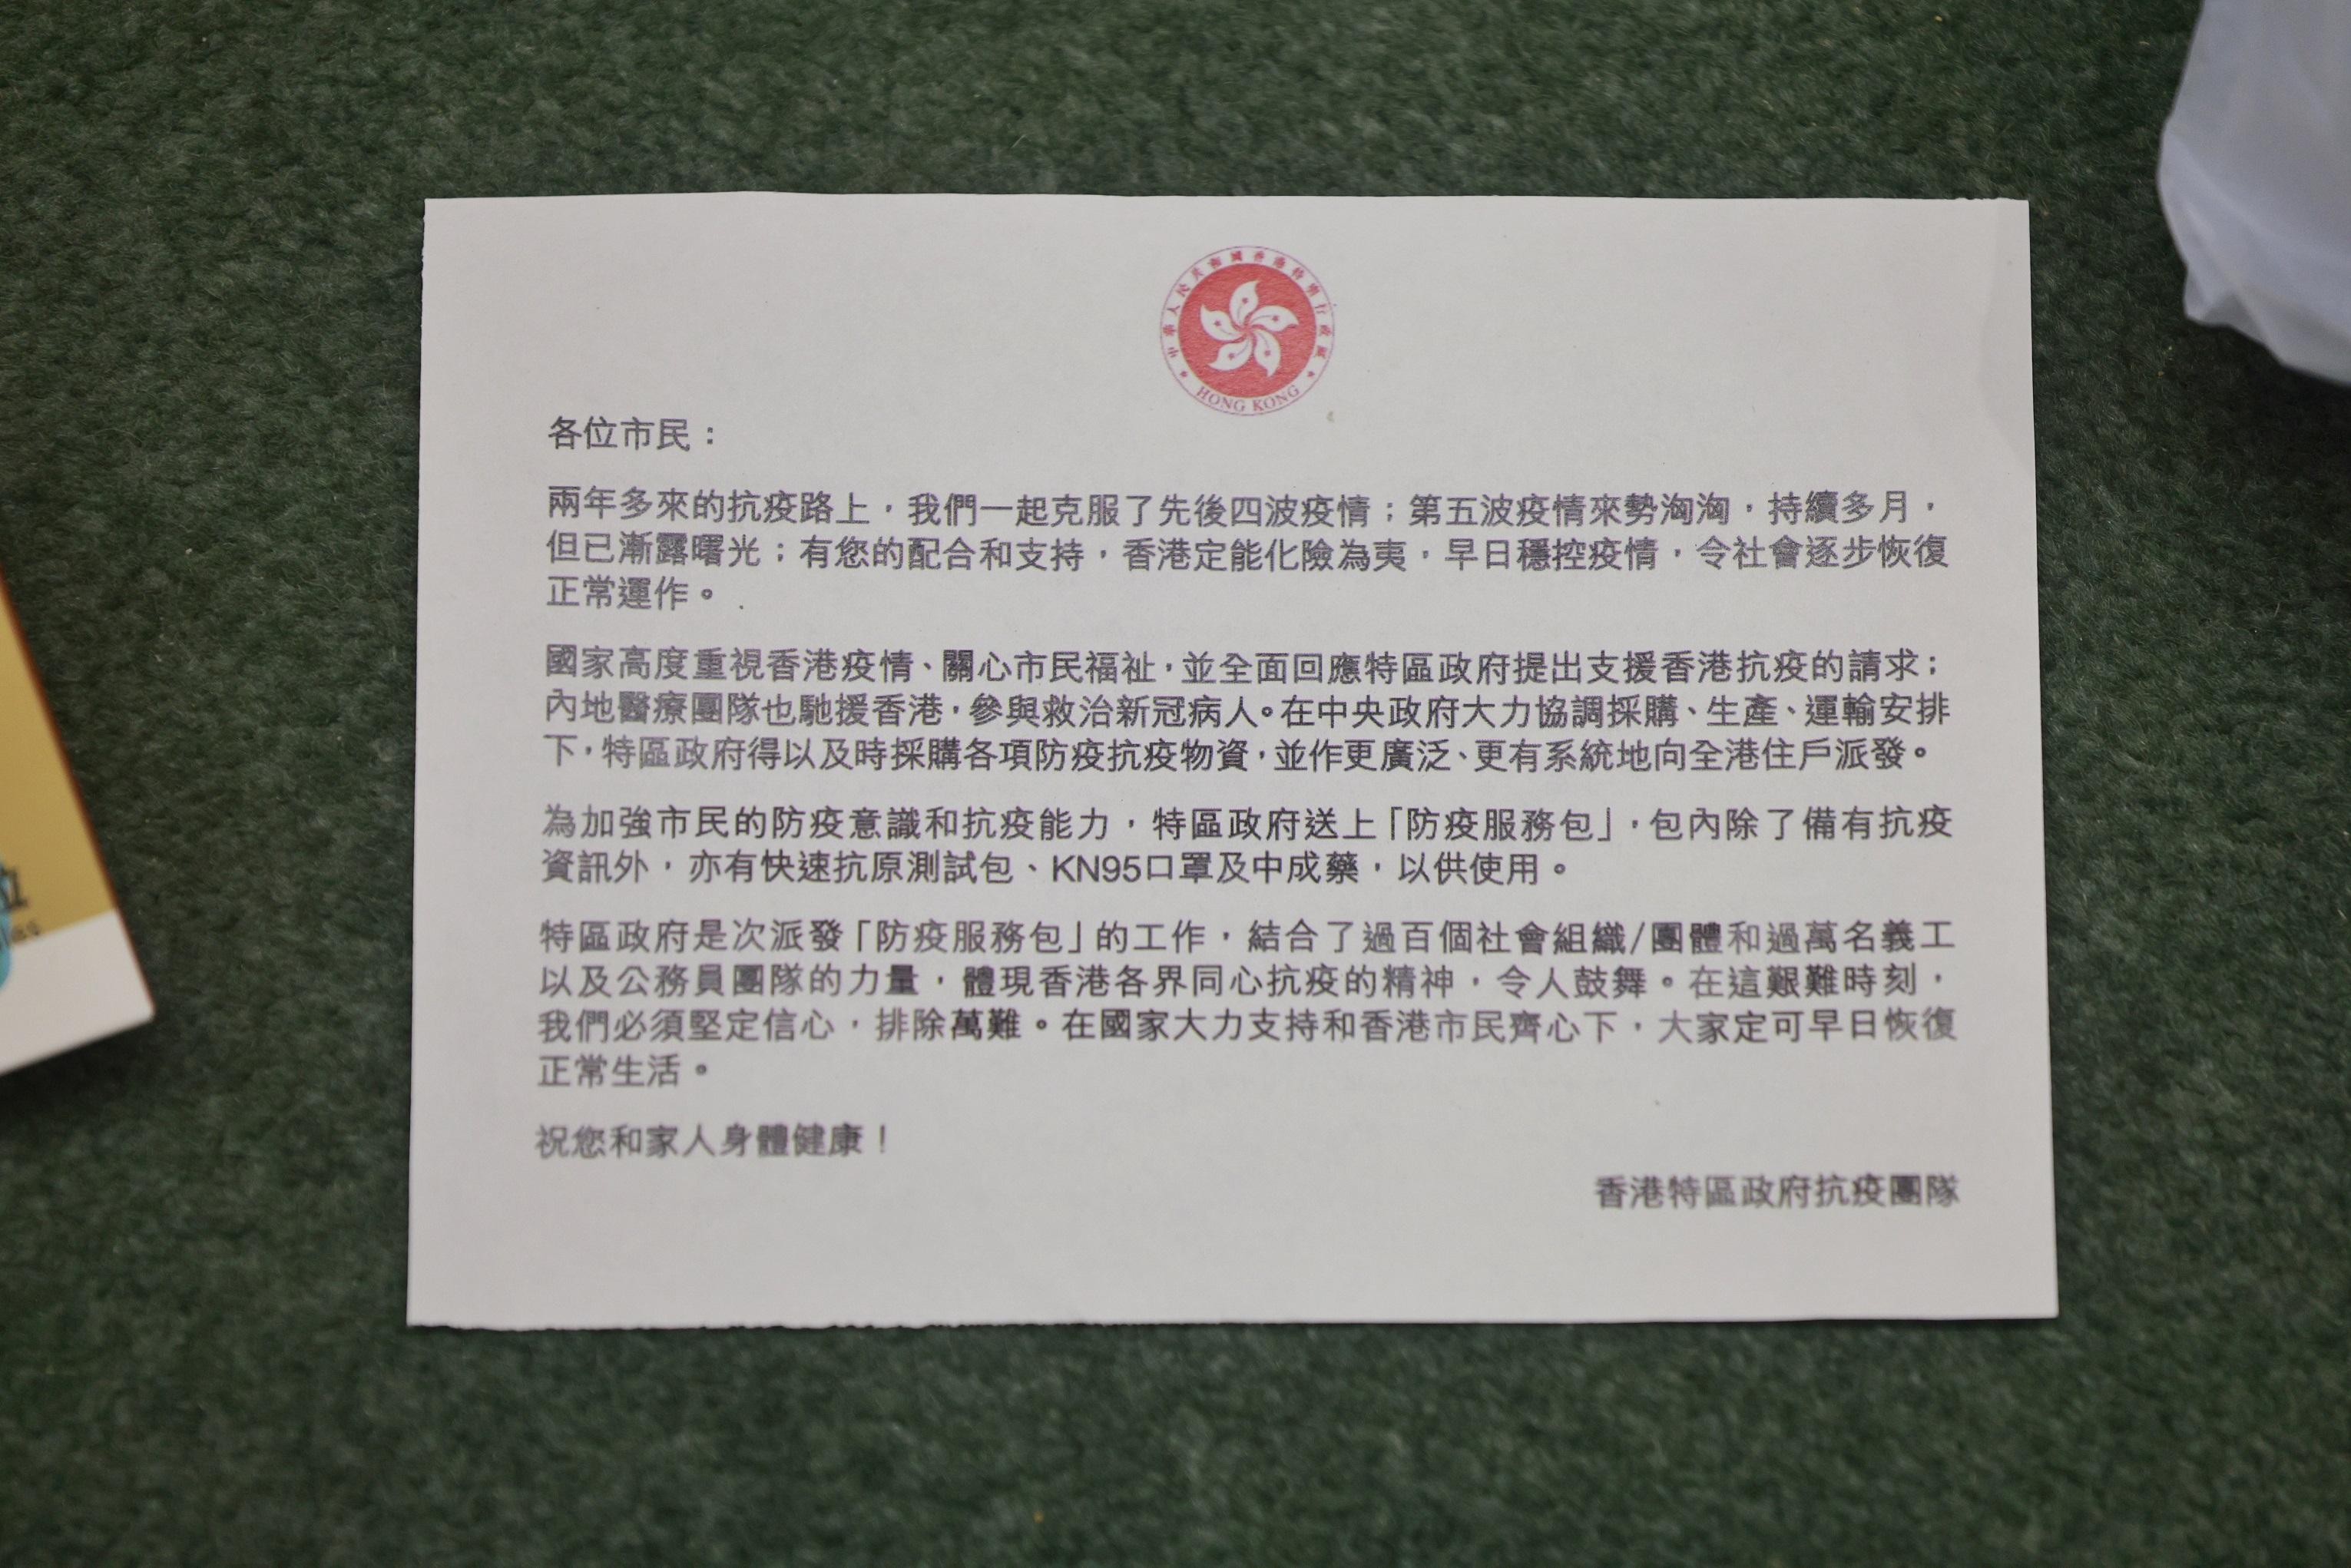 中華人民共和國香港特別行政區
HONG KONG
各位市民：
兩年多來的抗疫路上，我們一起克服了先後四波疫情；第五波疫情來勢洶洶，持續多月，
但已漸露曙光；有您的配合和支持，香港定能化險為夷，早日穩控疫情，令社會逐步恢復
正常運作。
國家高度重視香港疫情、關心市民福祉，並全面回應特區政府提出支援香港抗疫的請求；
內地醫療團隊也馳援香港，參與救治新冠病人。在中央政府大力協調採購、生產、運輸安排
下，特區政府得以及時採購各項防疫抗疫物資，並作更廣泛、更有系統地向全港住戶派發。
為加強市民的防疫意識和抗疫能力，特區政府送上「防疫服務包」，包內除了備有抗疫
資訊外，亦有快速抗原測試包、KN95口罩及中成藥，以供使用。
特區政府是次派發「防疫服務包」的工作，結合了過百個社會組織/團體和過萬名義工
以及公務員團隊的力量，體現香港各界同心抗疫的精神，令人鼓舞。在這艱難時刻，
我們必須堅定信心，排除萬難。在國家大力支持和香港市民齊心下，大家定可早日恢復
正常生活。
祝您和家人身體健康！
香港特區政府抗疫團隊